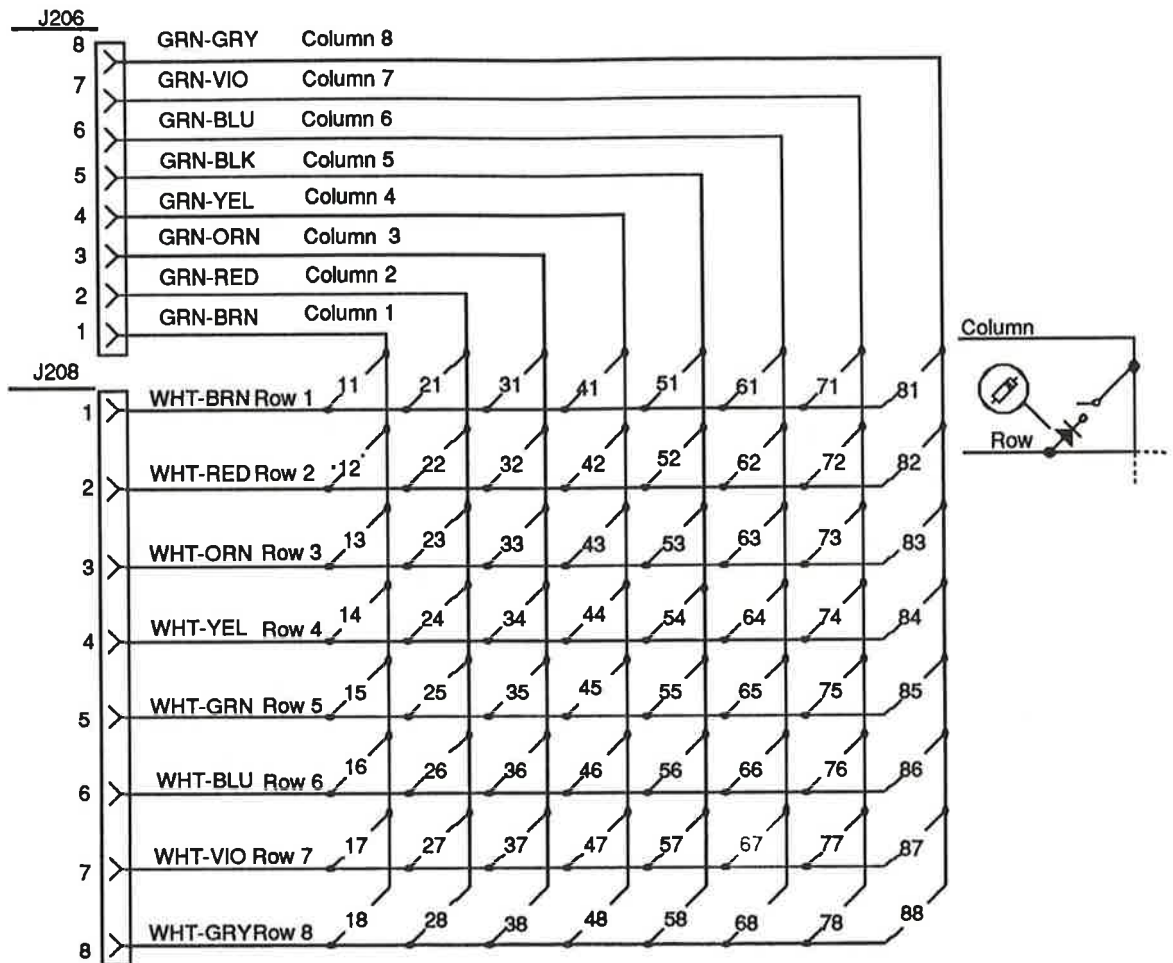 J206
8 GRN-GRY Column 8
7 GRN-VIO Column 7
6 GRN-BLU Column 6
5 GRN-BLK Column 5
4 GRN-YEL Column 4
3 GRN-ORN Column 3
2 GRN-RED Column 2
1 GRN-BRN Column 1
Column
Row
J208
1 WHT-BRN Row 1 11 21 31 41 51 61 71 81
2 WHT-RED Row 2 12 22 32 42 52 62 72 82
3 WHT-ORN Row 3 13 23 33 43 53 63 73 83
4 WHT-YEL Row 4 14 24 34 44 54 64 74 84
5 WHT-GRN Row 5 15 25 35 45 55 65 75 85
6 WHT-BLU Row 6 16 26 36 46 56 66 76 86
7 WHT-VIO Row 7 17 27 37 47 57 67 77 87
8 WHT-GRY Row 8 18 28 38 48 58 68 78 88